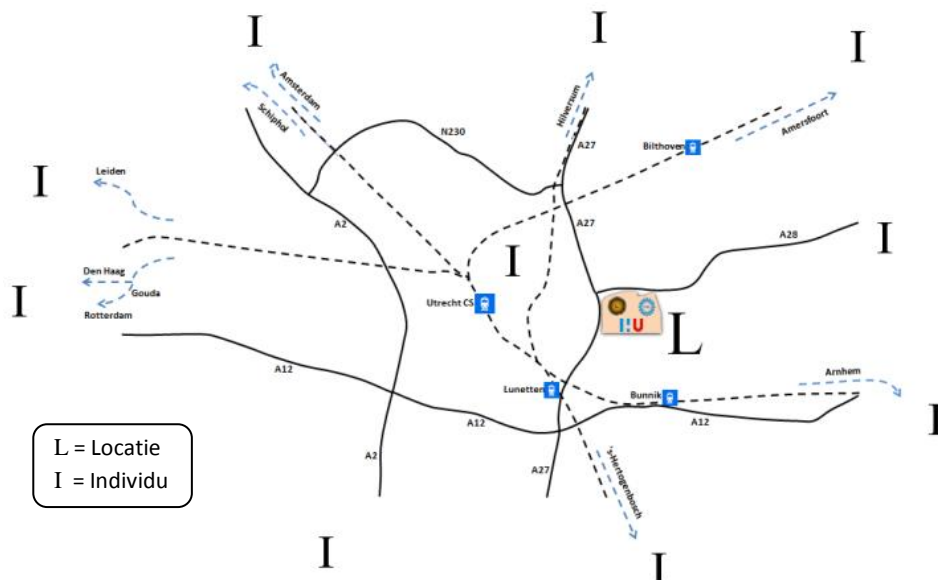 I
I
I
Amsterdam
Schiphol
Hilversum
Amersfoort
N230
A27
Bilthoven
I
Leiden
A2
A27
A28
I
I
Den Haag
Gouda
Rotterdam
I
Utrecht CS
HU
L
A12
Lunetten
Bunnik
Arnhem
I
A12
A12
A2
A27
's-Hertogenbosch
L = Locatie
I = Individu
I
I